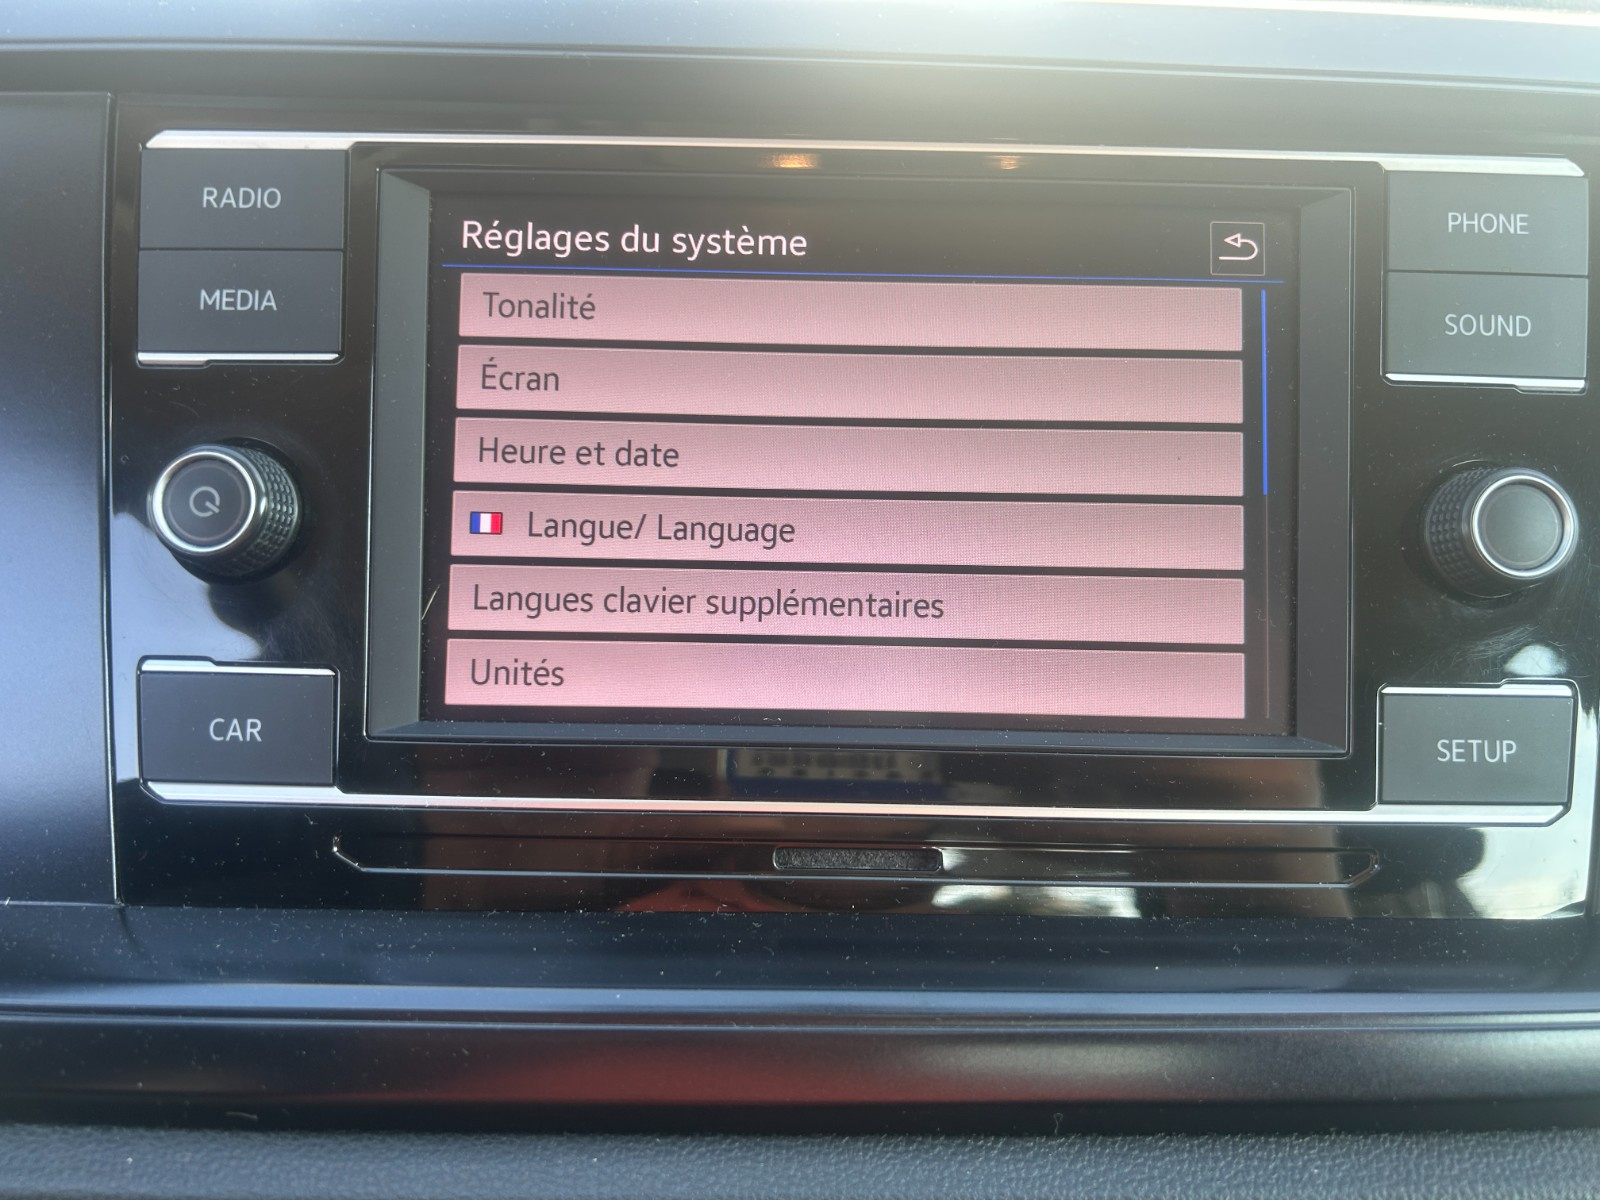 RADIO
MEDIA
CAR
Réglages du système
Tonalité
Écran
Heure et date
Langue/ Language
Langues clavier supplémentaires
Unités
PHONE
SOUND
SETUP